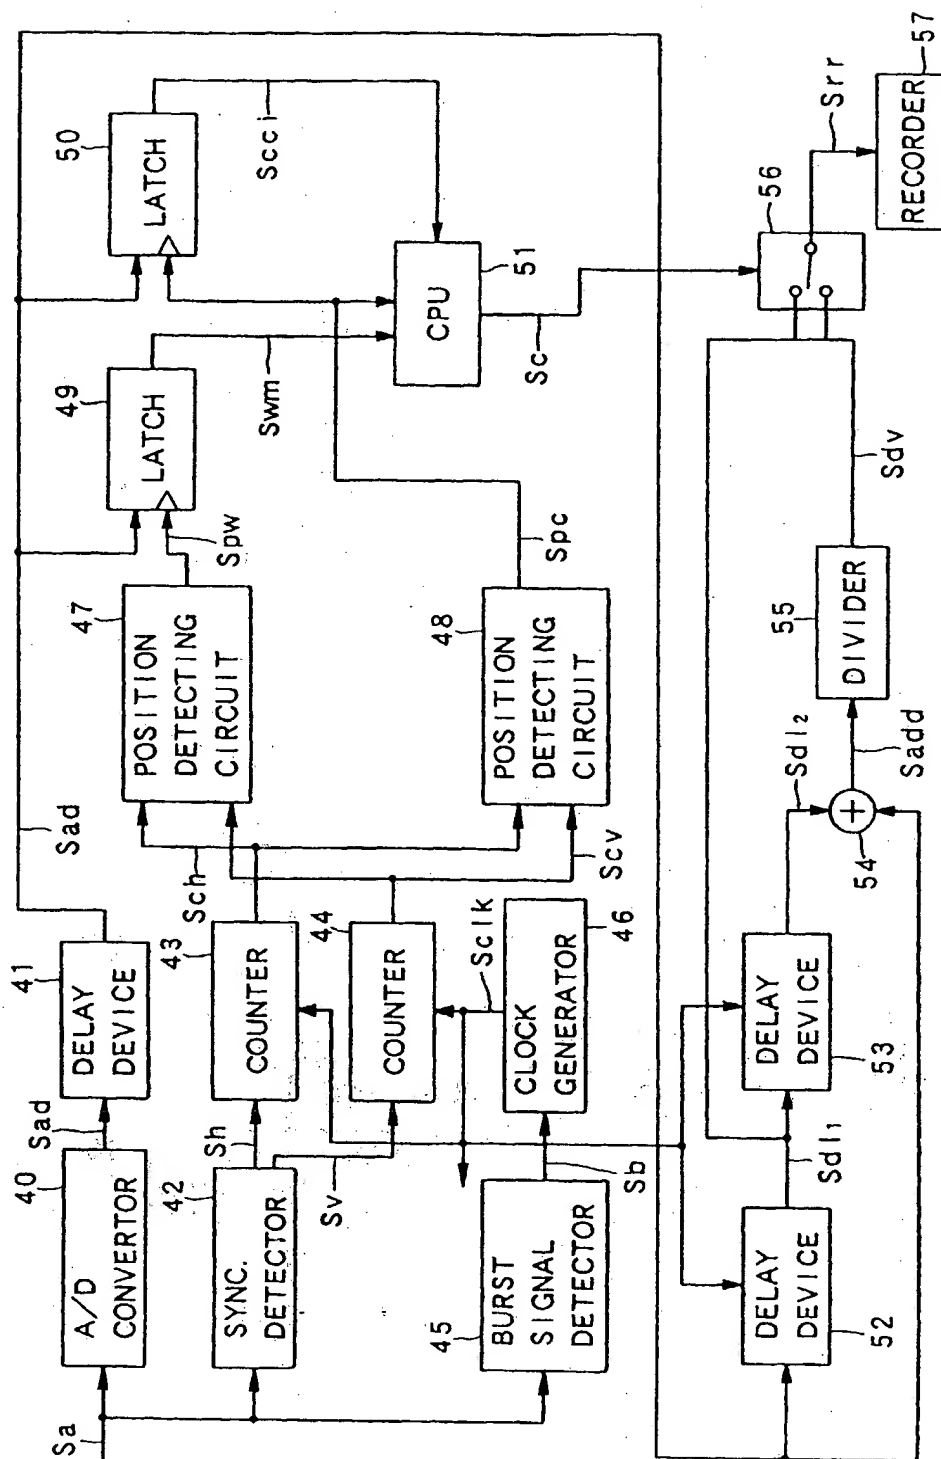 Sa
40
A/D
CONVERTOR
Sad
41
DELAY
DEVICE
Sad
42
SYNC.
DETECTOR
Sh
Sv
43
COUNTER
Sch
44
COUNTER
Scv
45
BURST
SIGNAL
DETECTOR
Sb
46
CLOCK
GENERATOR
Sclk
47
POSITION
DETECTING
CIRCUIT
Spw
48
POSITION
DETECTING
CIRCUIT
Spc
49
LATCH
Swm
50
LATCH
Scci
CPU
51
Sc
DELAY
DEVICE
52
Sdl1
DELAY
DEVICE
53
Sdl2
54
+
Sadd
55
DIVIDER
Sdv
56
Srr
RECORDER
57